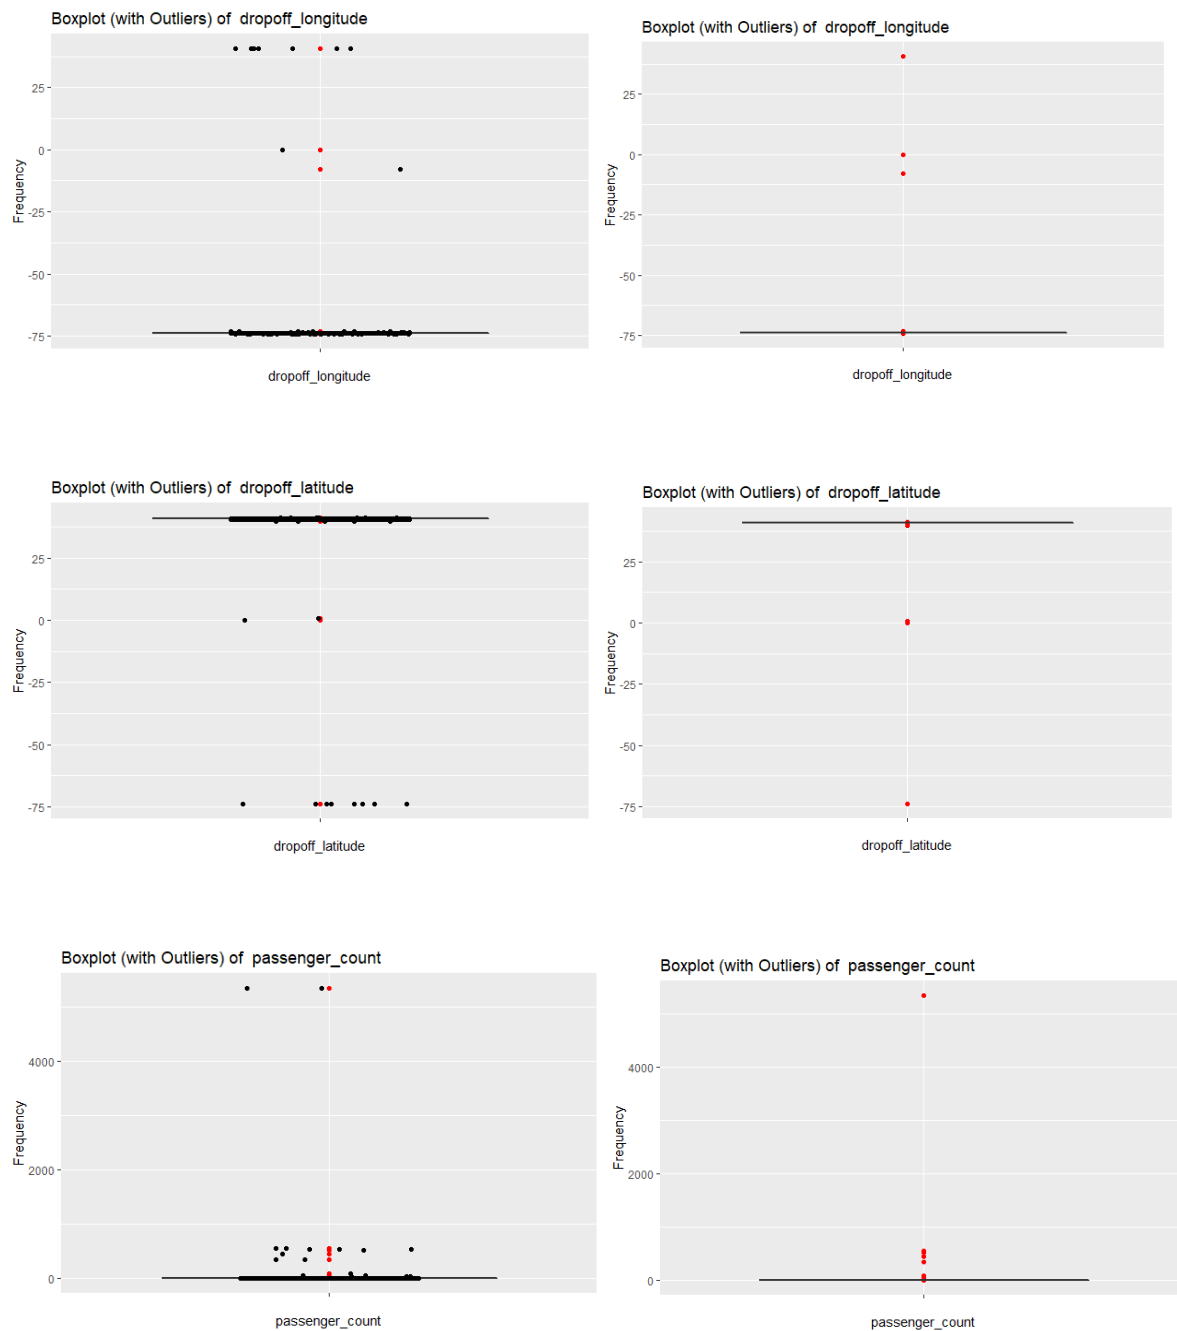 Boxplot (with Outliers) of  dropoff_longitude
25
0
-25
-50
-75
Frequency
dropoff_longitude
Boxplot (with Outliers) of  dropoff_longitude
25
0
-25
-50
-75
Frequency
dropoff_longitude
Boxplot (with Outliers) of  dropoff_latitude
25
0
-25
-50
-75
Frequency
dropoff_latitude
Boxplot (with Outliers) of  dropoff_latitude
25
0
-25
-50
-75
Frequency
dropoff_latitude
Boxplot (with Outliers) of  passenger_count
4000
2000
0
Frequency
passenger_count
Boxplot (with Outliers) of  passenger_count
4000
2000
0
Frequency
passenger_count